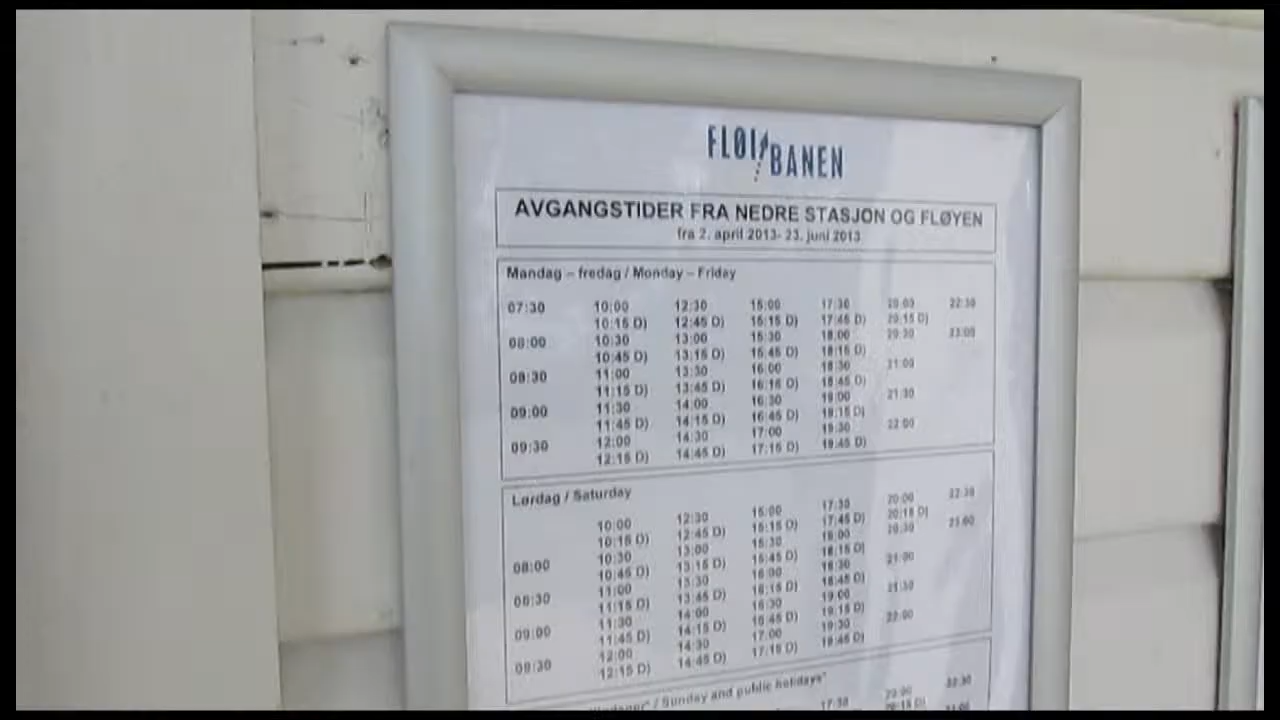 FLØIBANEN
AVGANGSTIDER FRA NEDRE STASJON OG FLØYEN
fra 2. april 2013- 23. juni 2013
Mandag – fredag / Monday – Friday
07:30 10:00 12:30 15:00 17:30 20:00 22:30
10:15 D) 12:45 D) 15:15 D) 17:45 D) 20:15 D)
08:00 10:30 13:00 15:30 18:00 20:30 23:00
10:45 D) 13:15 D) 15:45 D) 18:15 D)
08:30 11:00 13:30 16:00 18:30 21:00
11:15 D) 13:45 D) 16:15 D) 18:45 D)
09:00 11:30 14:00 16:30 19:00 21:30
11:45 D) 14:15 D) 16:45 D) 19:15 D)
09:30 12:00 14:30 17:00 19:30 22:00
12:15 D) 14:45 D) 17:15 D) 19:45 D)
Lørdag / Saturday
10:00 12:30 15:00 17:30 20:00 22:30
10:15 D) 12:45 D) 15:15 D) 17:45 D) 20:15 D)
08:00 10:30 13:00 15:30 18:00 20:30 23:00
10:45 D) 13:15 D) 15:45 D) 18:15 D)
08:30 11:00 13:30 16:00 18:30 21:00
11:15 D) 13:45 D) 16:15 D) 18:45 D)
09:00 11:30 14:00 16:30 19:00 21:30
11:45 D) 14:15 D) 16:45 D) 19:15 D)
09:30 12:00 14:30 17:00 19:30 22:00
12:15 D) 14:45 D) 17:15 D) 19:45 D)
/ Sunday and public holidays"
17:30 20:00 22:30